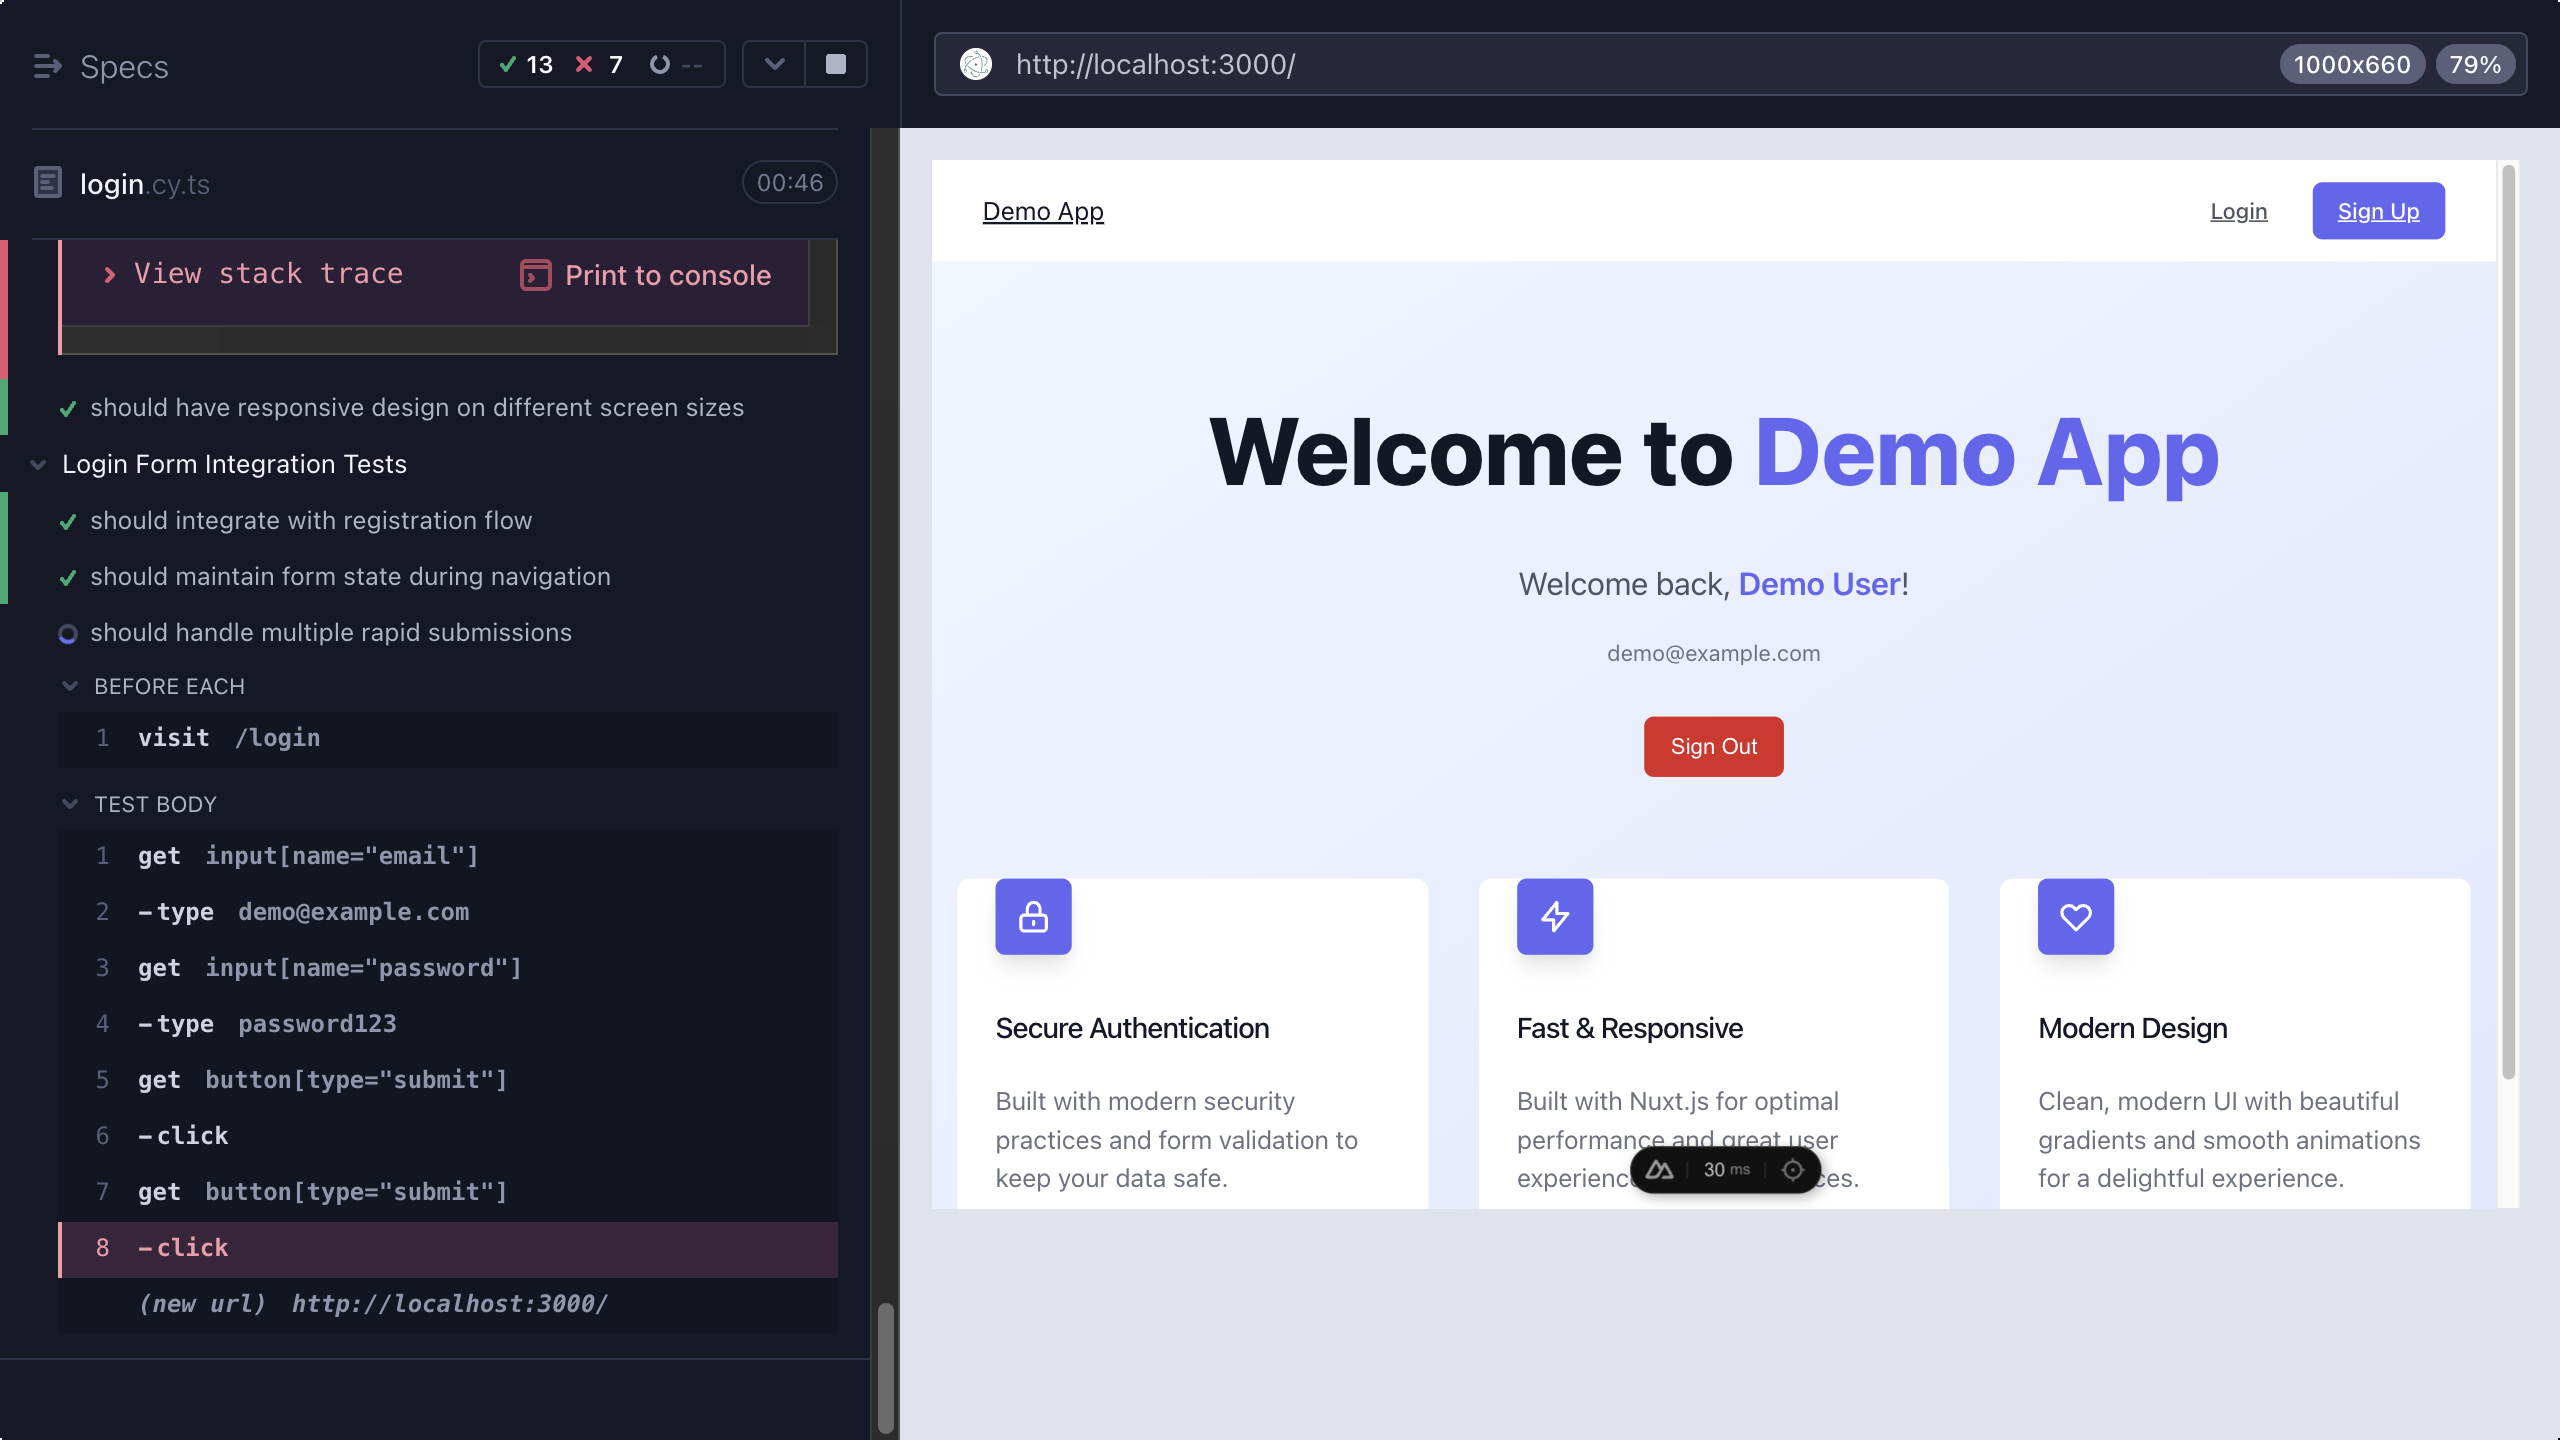 Specs
13 7 --
login.cy.ts
00:46
View stack trace
Print to console
should have responsive design on different screen sizes
Login Form Integration Tests
should integrate with registration flow
should maintain form state during navigation
should handle multiple rapid submissions
BEFORE EACH
1 visit /login
TEST BODY
1 get input[name="email"]
2 -type demo@example.com
3 get input[name="password"]
4 -type password123
5 get button[type="submit"]
6 -click
7 get button[type="submit"]
8 -click
(new url) http://localhost:3000/
http://localhost:3000/
1000x660
79%
Demo App
Login
Sign Up
Welcome to Demo App
Welcome back, Demo User!
demo@example.com
Sign Out
Secure Authentication
Built with modern security
practices and form validation to
keep your data safe.
Fast & Responsive
Built with Nuxt.js for optimal
performance and great user
experienc ces.
30 ms
Modern Design
Clean, modern UI with beautiful
gradients and smooth animations
for a delightful experience.